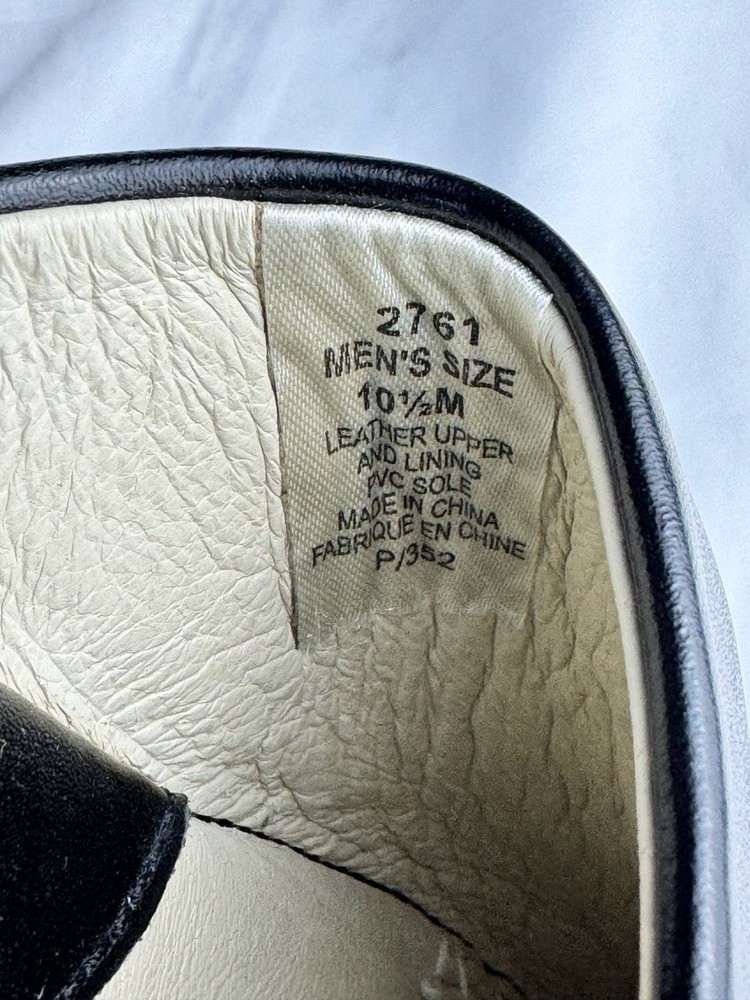 2761
MEN'S SIZE
10½M
LEATHER UPPER
AND LINING
PVC SOLE
MADE IN CHINA
FABRIQUE EN CHINE
P/352